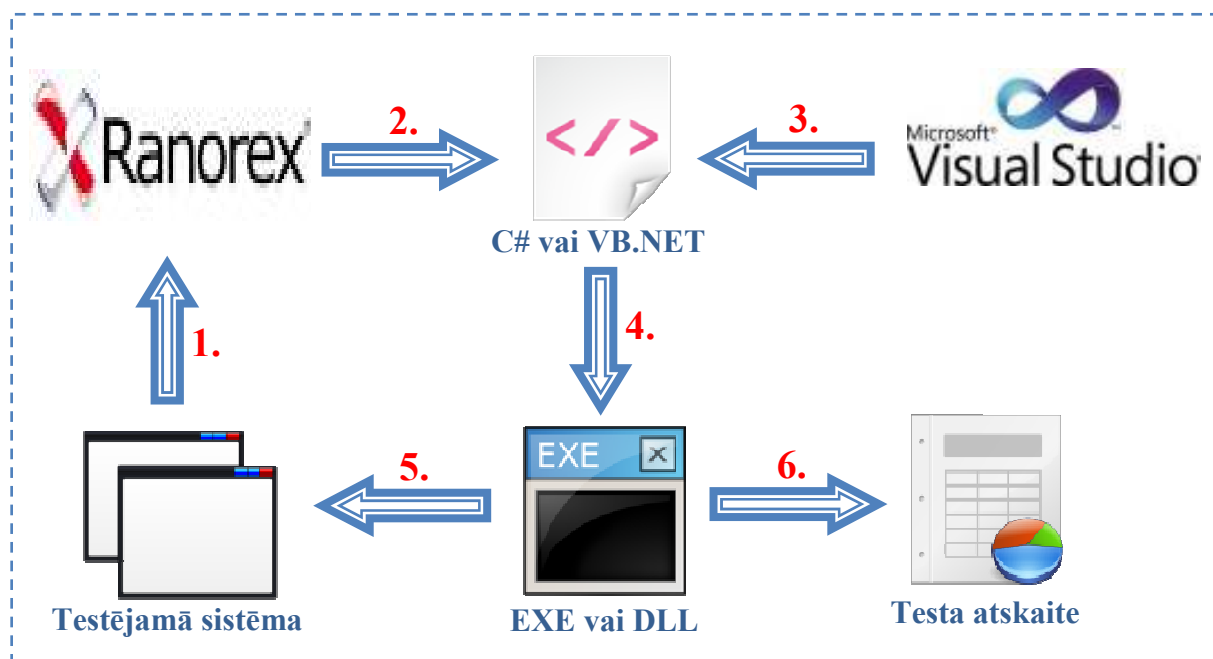 Ranorex
2.
</>
3.
Microsoft®
Visual Studio
C# vai VB.NET
1.
4.
EXE
5.
6.
Testējamā sistēma
EXE vai DLL
Testa atskaite